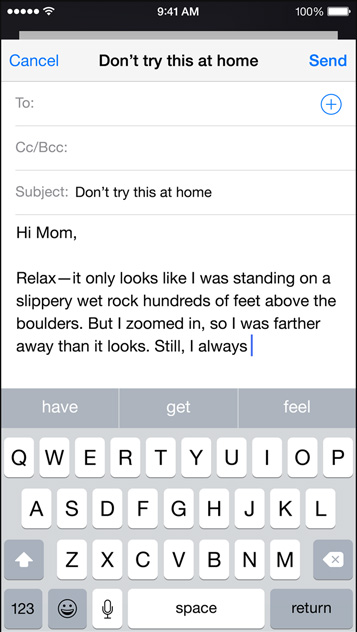 9:41 AM 100%
Cancel Don't try this at home Send
To:
Cc/Bcc:
Subject: Don't try this at home
Hi Mom,
Relax—it only looks like I was standing on a
slippery wet rock hundreds of feet above the
boulders. But I zoomed in, so I was farther
away than it looks. Still, I always
have get feel
Q W E R T Y U I O P
A S D F G H J K L
Z X C V B N M
123 space return